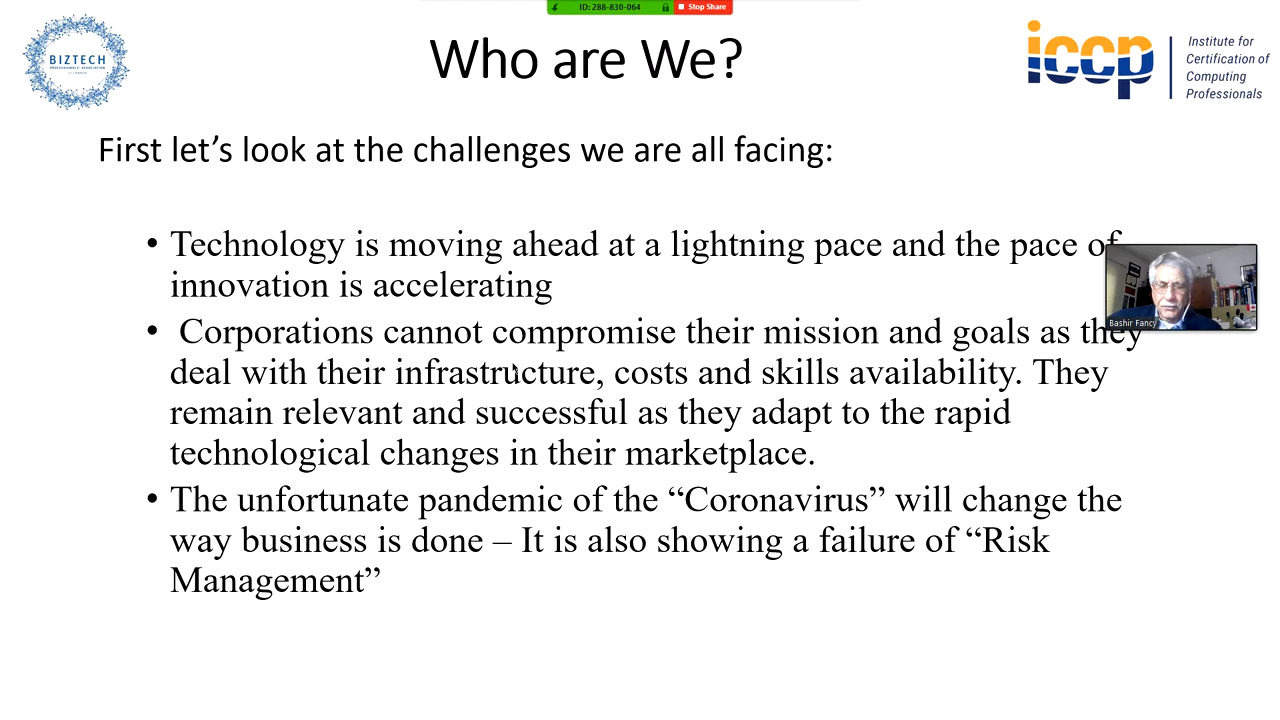 ID: 288-830-064
Stop Share
BIZTECH
Who are We?
iccp
Institute for
Certification of
Computing
Professionals
First let’s look at the challenges we are all facing:
• Technology is moving ahead at a lightning pace and the pace of
innovation is accelerating
• Corporations cannot compromise their mission and goals as they
deal with their infrastructure, costs and skills availability. They
remain relevant and successful as they adapt to the rapid
technological changes in their marketplace.
• The unfortunate pandemic of the “Coronavirus” will change the
way business is done – It is also showing a failure of “Risk
Management”
Bashir Fancy